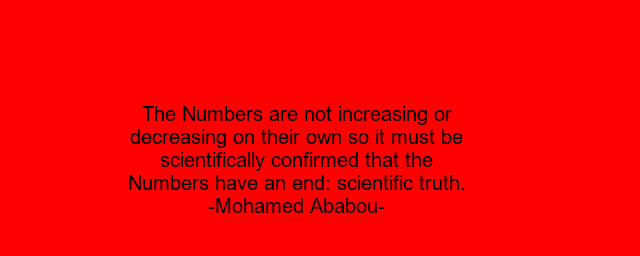 The Numbers are not increasing or
decreasing on their own so it must be
scientifically confirmed that the
Numbers have an end: scientific truth.
-Mohamed Ababou-